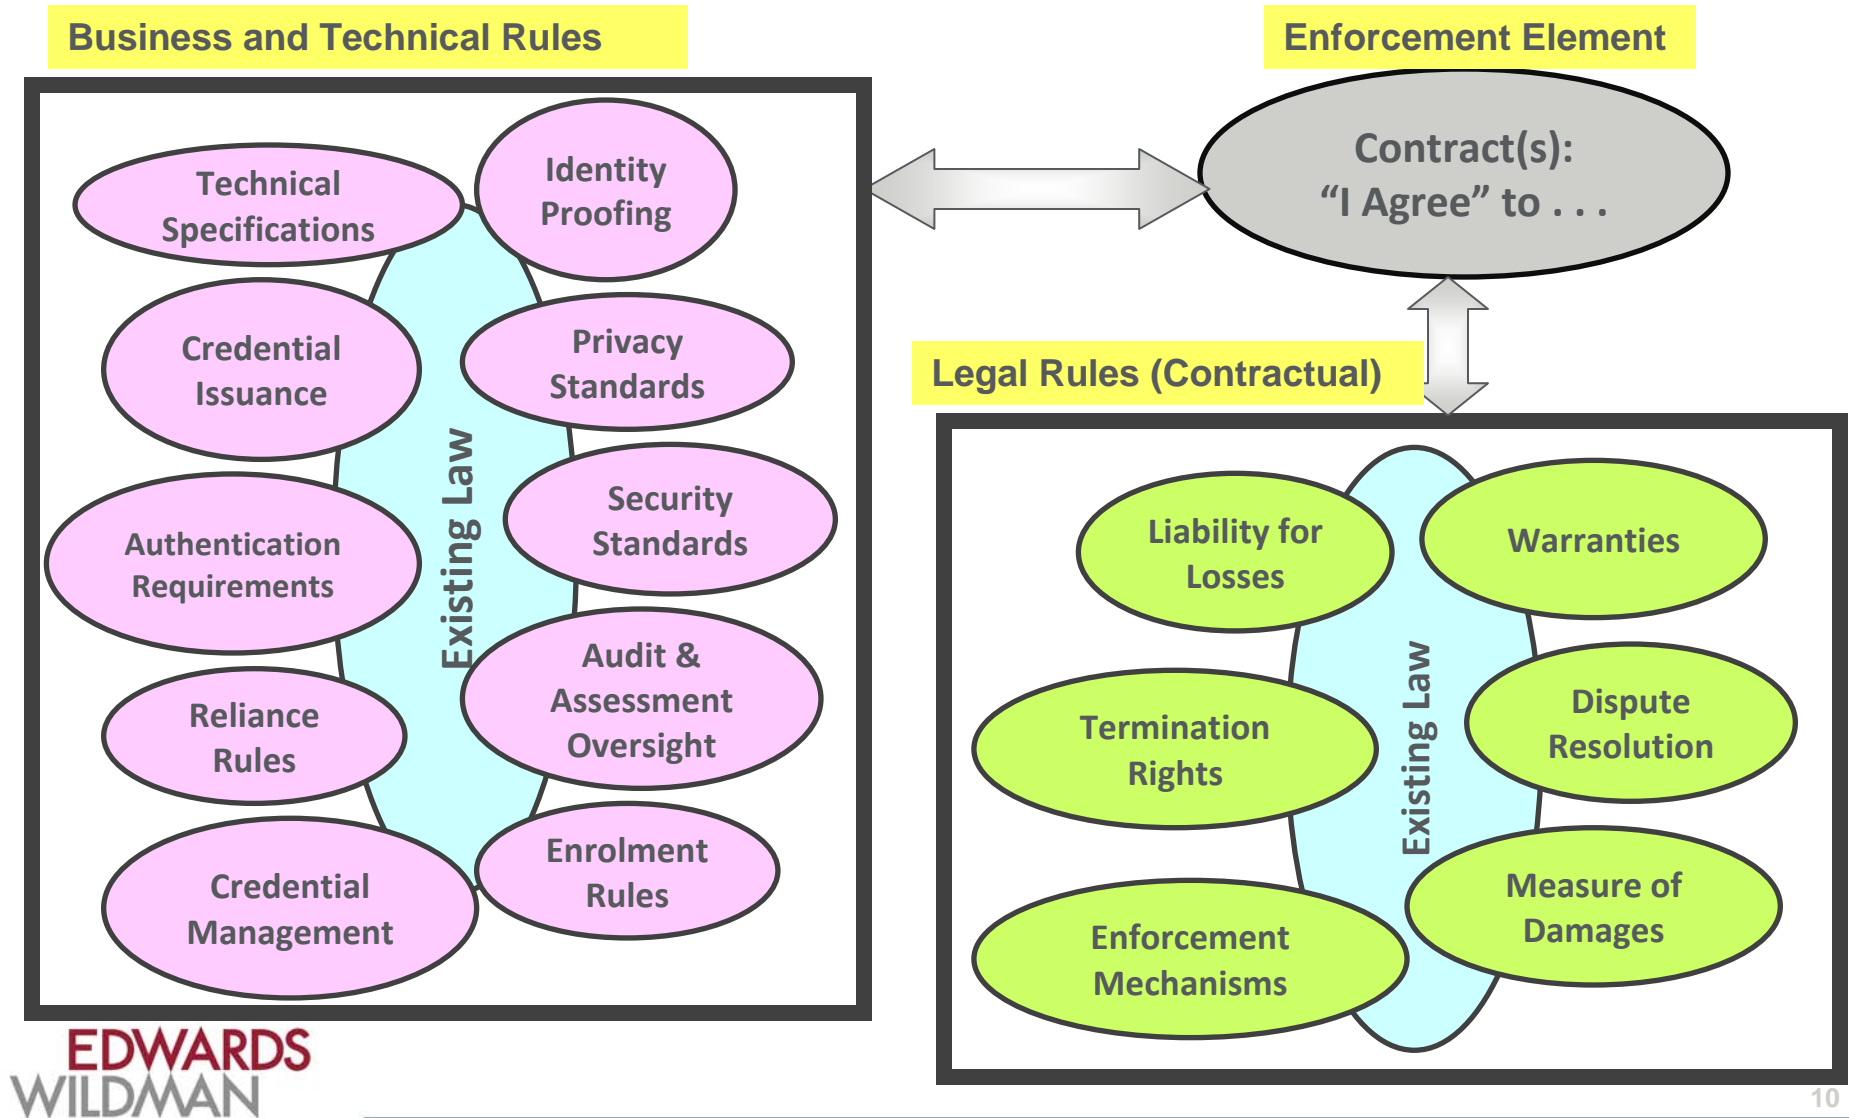 Business and Technical Rules
Technical
Specifications
Identity
Proofing
Credential
Issuance
Privacy
Standards
Authentication
Requirements
Security
Standards
Existing Law
Reliance
Rules
Audit &
Assessment
Oversight
Credential
Management
Enrolment
Rules
Enforcement Element
Contract(s):
“I Agree” to . . .
Legal Rules (Contractual)
Liability for
Losses
Warranties
Termination
Rights
Existing Law
Dispute
Resolution
Enforcement
Mechanisms
Measure of
Damages
EDWARDS
WILDMAN
10